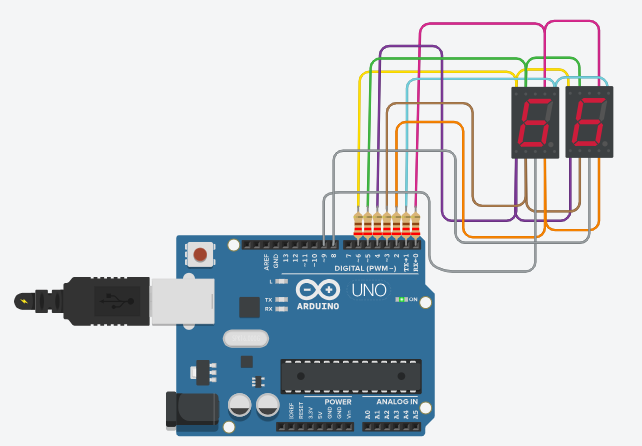 AREF
GND
13
12
~11
~10
~9
8
7
~6
~5
4
~3
2
TX→1
RX←0
DIGITAL (PWM~)
L
TX
RX
ARDUINO
UNO
ON
POWER
ANALOG IN
IOREF
RESET
3.3V
5V
GND
GND
Vin
A0
A1
A2
A3
A4
A5